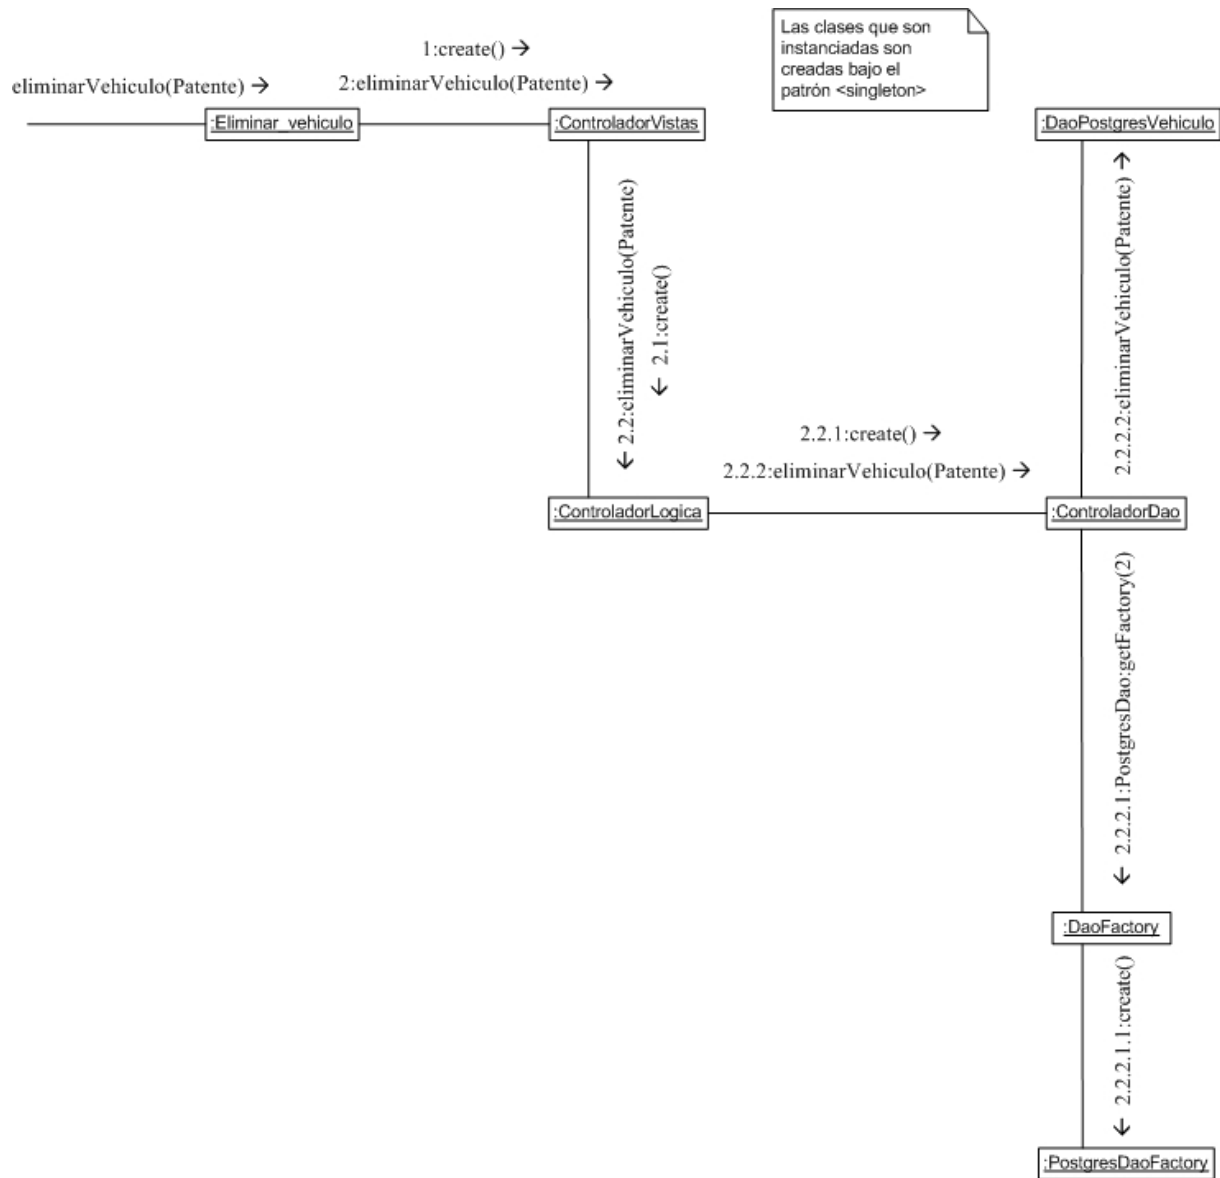 1:create() →
eliminarVehiculo(Patente) →
2:eliminarVehiculo(Patente) →
Las clases que son
instanciadas son
creadas bajo el
patrón <singleton>
:Eliminar_vehiculo
:ControladorVistas
:DaoPostgresVehiculo
← 2.2:eliminarVehiculo(Patente)
← 2.1:create()
2.2.2.2:eliminarVehiculo(Patente) →
2.2.1:create() →
2.2.2:eliminarVehiculo(Patente) →
:ControladorLogica
:ControladorDao
← 2.2.2.1:PostgresDao:getFactory(2)
:DaoFactory
← 2.2.2.1.1:create()
:PostgresDaoFactory